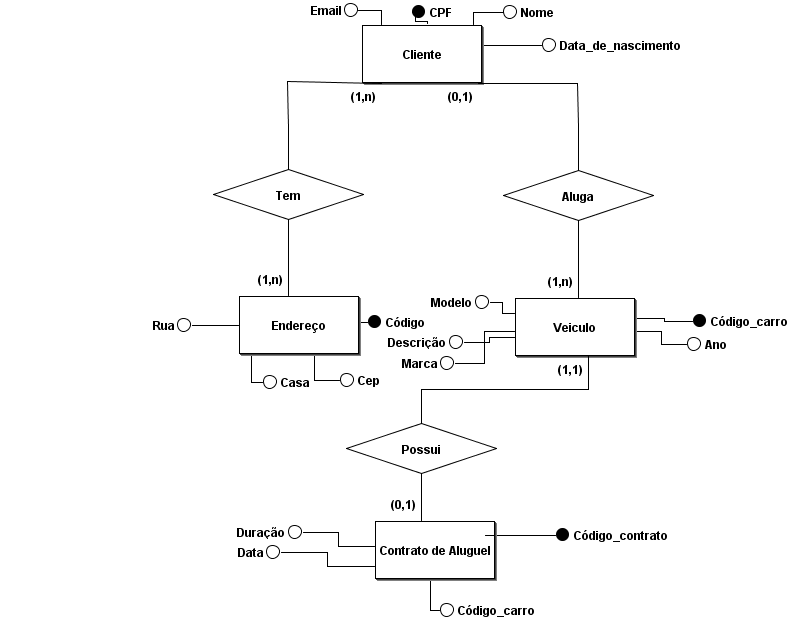 Email
CPF
Nome
Cliente
Data_de_nascimento
(1,n)
(0,1)
Tem
Aluga
(1,n)
(1,n)
Modelo
Rua
Endereço
Código
Veiculo
Código_carro
Descrição
Ano
Marca
(1,1)
Casa
Cep
Possui
(0,1)
Duração
Código_contrato
Data
Contrato de Aluguel
Código_carro